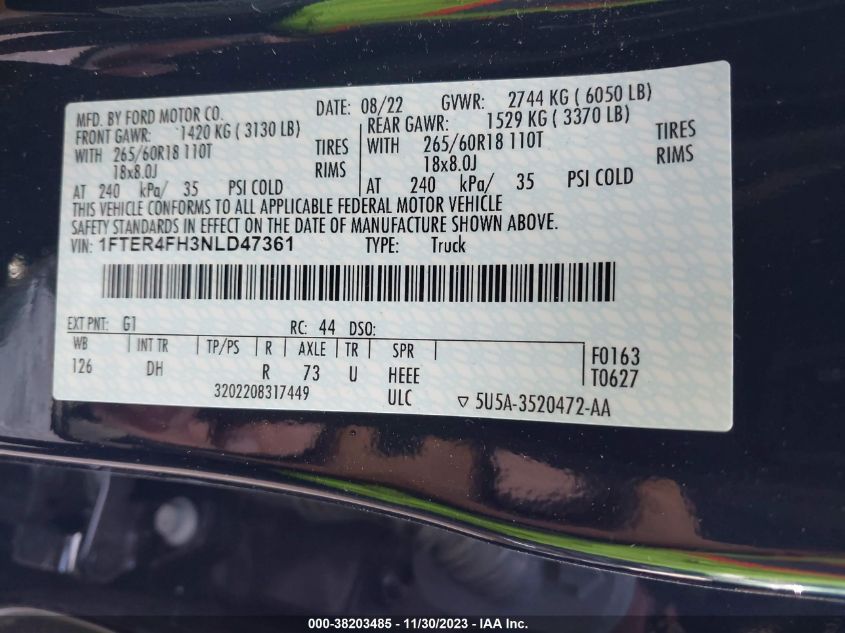 MFD. BY FORD MOTOR CO. DATE: 08/22 GVWR: 2744 KG ( 6050 LB)
FRONT GAWR: 1420 KG ( 3130 LB) REAR GAWR: 1529 KG ( 3370 LB)
WITH 265/60R18 110T TIRES WITH 265/60R18 110T TIRES
18x8.0J RIMS 18x8.0J RIMS
AT 240 kPa/ 35 PSI COLD AT 240 kPa/ 35 PSI COLD
THIS VEHICLE CONFORMS TO ALL APPLICABLE FEDERAL MOTOR VEHICLE
SAFETY STANDARDS IN EFFECT ON THE DATE OF MANUFACTURE SHOWN ABOVE.
VIN: 1FTER4FH3NLD47361 TYPE: Truck
EXT PNT: G1 RC: 44 DSO:
WB INT TR TP/PS R AXLE TR SPR F0163
126 DH R 73 U HEEE T0627
3202208317449 ULC ▽ 5U5A-3520472-AA
000-38203485 - 11/30/2023 - IAA Inc.